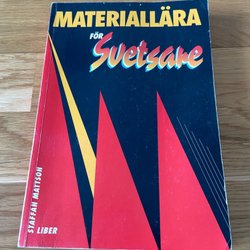 MATERIALLÄRA
FÖR
Svetsare
STAFFAN MATTSON
LIBER